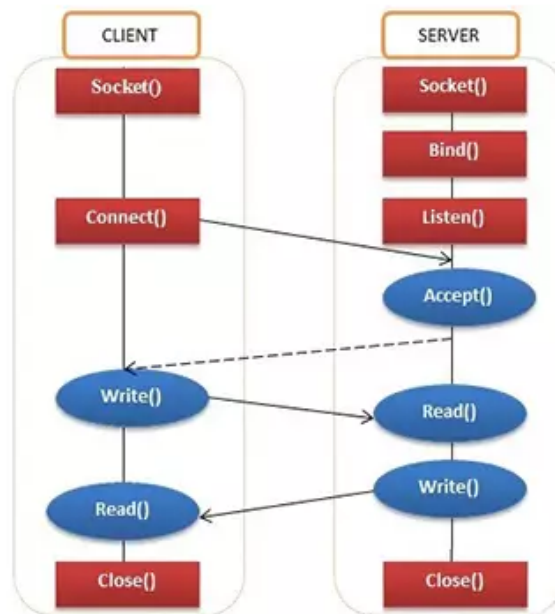 CLIENT
SERVER
Socket()
Socket()
Bind()
Connect()
Listen()
Accept()
Write()
Read()
Write()
Read()
Close()
Close()